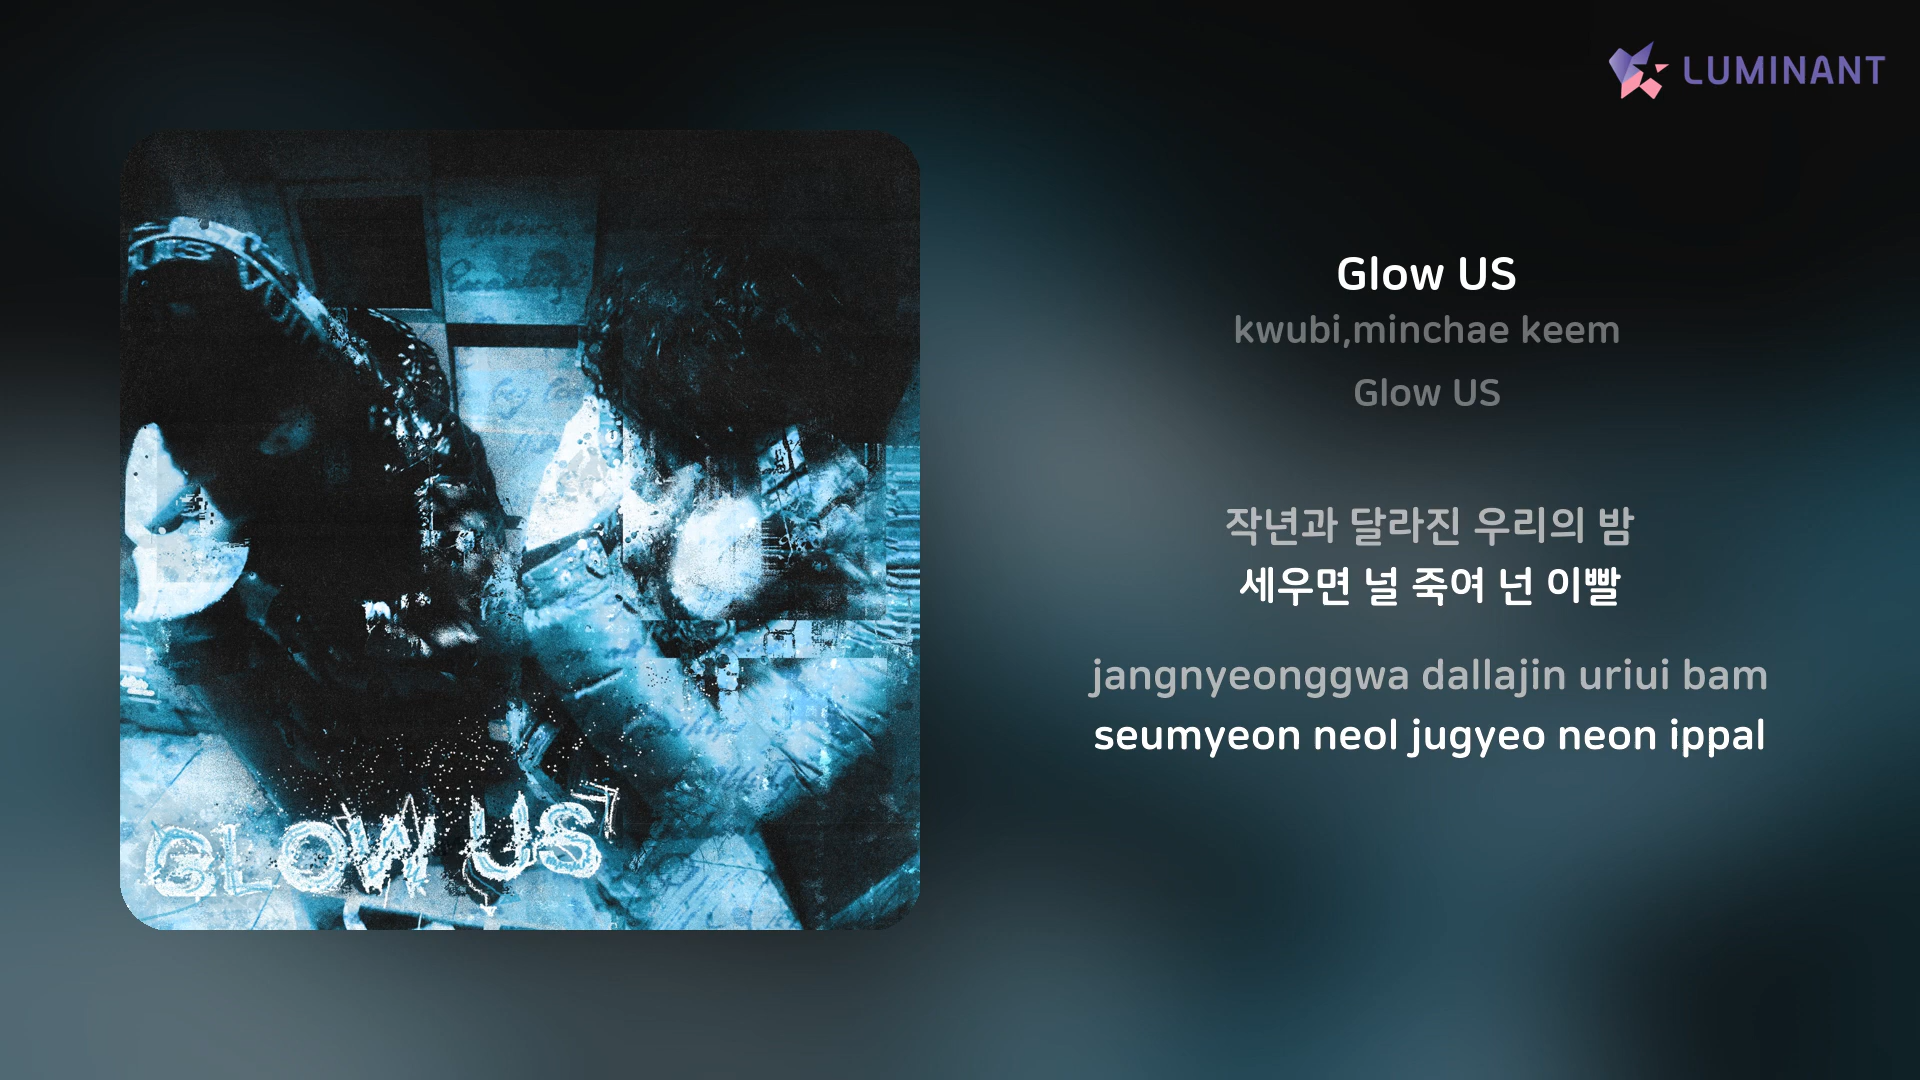 LUMINANT
Glow US
kwubi,minchae keem
Glow US
작년과 달라진 우리의 밤
세우면 널 죽여 넌 이빨
jangnyeonggwa dallajin uriui bam
seumyeon neol jugyeo neon ippal
GLOW US